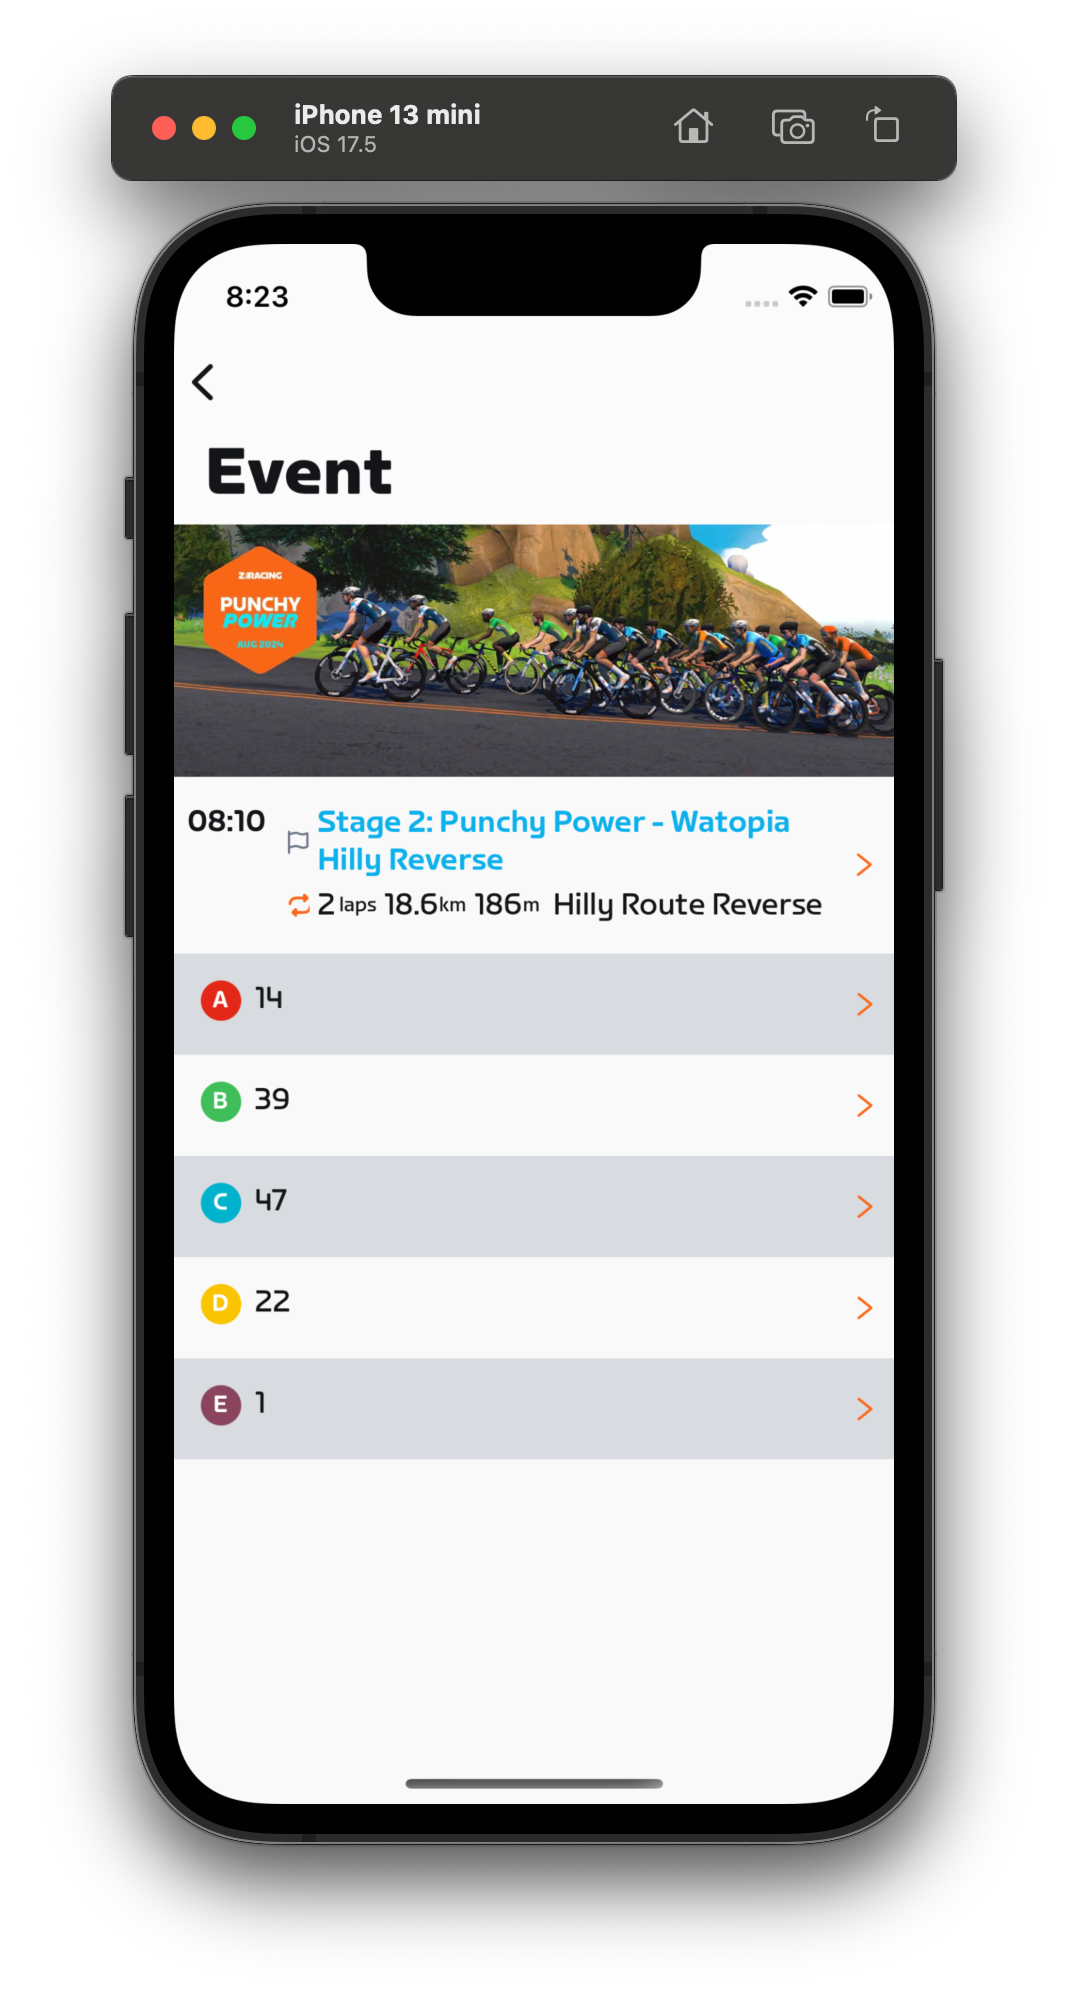 iPhone 13 mini
iOS 17.5
8:23
Event
ZRACING
PUNCHY
POWER
AUG 2024
08:10
Stage 2: Punchy Power - Watopia
Hilly Reverse
2 laps 18.6km 186m Hilly Route Reverse
A 14
B 39
C 47
D 22
E 1